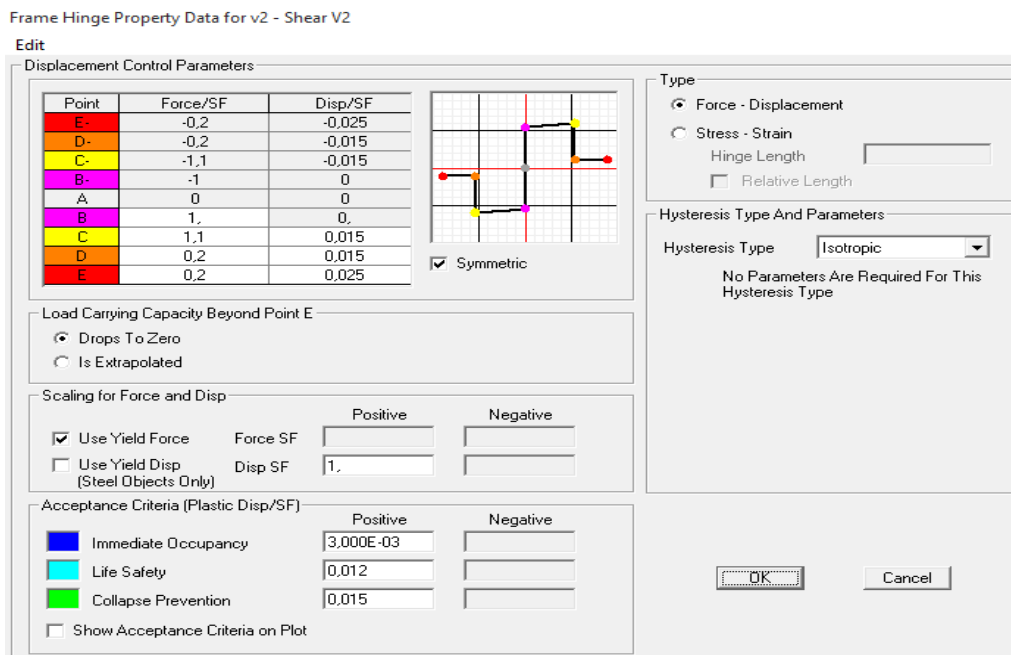 Frame Hinge Property Data for v2 - Shear V2
Edit
Displacement Control Parameters
Point Force/SF Disp/SF
E- -0,2 -0,025
D- -0,2 -0,015
C- -1,1 -0,015
B- -1 0
A 0 0
B 1, 0,
C 1,1 0,015
D 0,2 0,015
E 0,2 0,025
Symmetric
Load Carrying Capacity Beyond Point E
Drops To Zero
Is Extrapolated
Scaling for Force and Disp
Positive Negative
Use Yield Force Force SF
Use Yield Disp Disp SF 1,
(Steel Objects Only)
Acceptance Criteria (Plastic Disp/SF)
Positive Negative
Immediate Occupancy 3,000E-03
Life Safety 0,012
Collapse Prevention 0,015
Show Acceptance Criteria on Plot
Type
Force - Displacement
Stress - Strain
Hinge Length
Relative Length
Hysteresis Type And Parameters
Hysteresis Type Isotropic
No Parameters Are Required For This
Hysteresis Type
OK Cancel